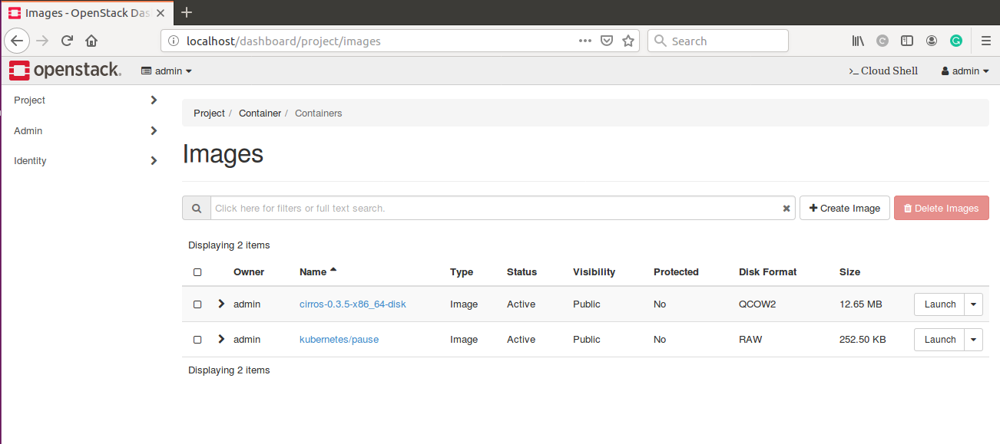 Images - OpenStack Das
localhost/dashboard/project/images
Search
openstack.
admin
>_ Cloud Shell
admin
Project
Admin
Identity
Project / Container / Containers
Images
Click here for filters or full text search.
Create Image
Delete Images
Displaying 2 items
Owner Name Type Status Visibility Protected Disk Format Size
admin cirros-0.3.5-x86_64-disk Image Active Public No QCOW2 12.65 MB Launch
admin kubernetes/pause Image Active Public No RAW 252.50 KB Launch
Displaying 2 items